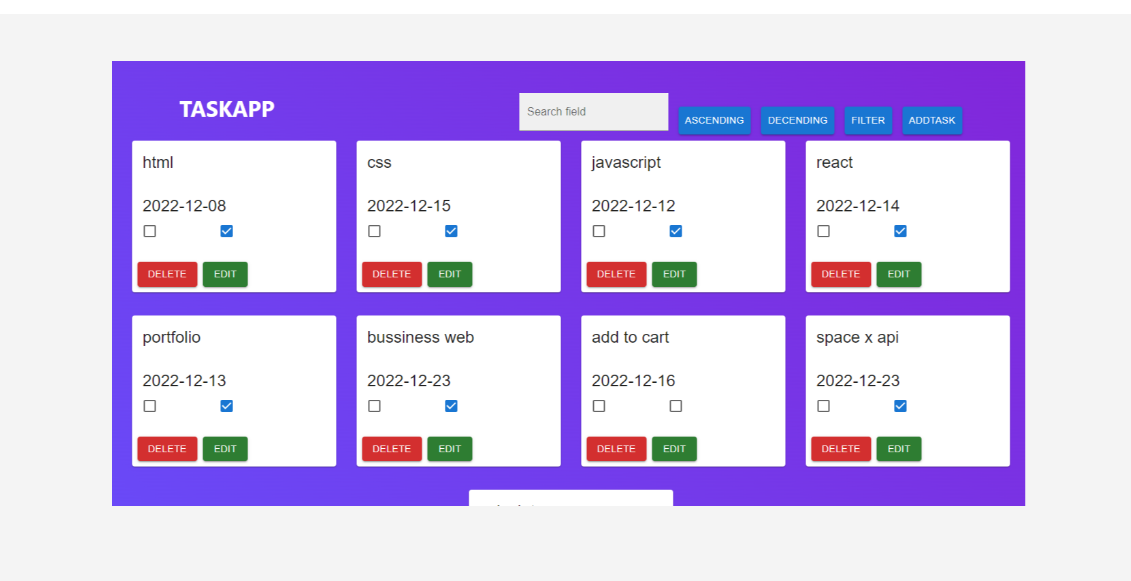 TASKAPP
Search field
ASCENDING DECENDING FILTER ADDTASK
html
2022-12-08
DELETE EDIT
css
2022-12-15
DELETE EDIT
javascript
2022-12-12
DELETE EDIT
react
2022-12-14
DELETE EDIT
portfolio
2022-12-13
DELETE EDIT
bussiness web
2022-12-23
DELETE EDIT
add to cart
2022-12-16
DELETE EDIT
space x api
2022-12-23
DELETE EDIT